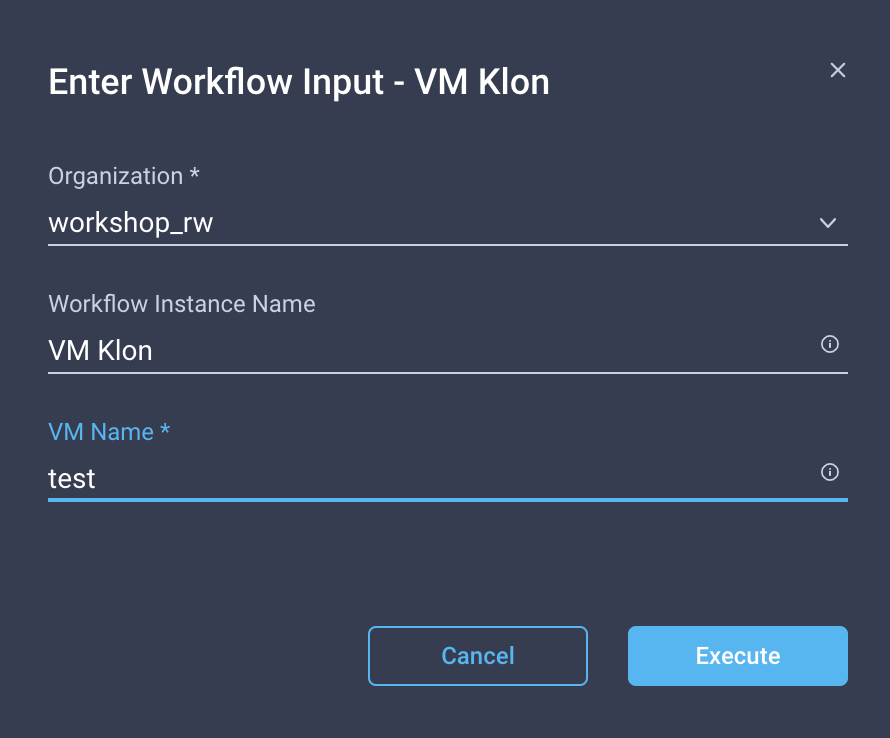 Enter Workflow Input - VM Klon
Organization *
workshop_rw
Workflow Instance Name
VM Klon
VM Name *
test
Cancel
Execute